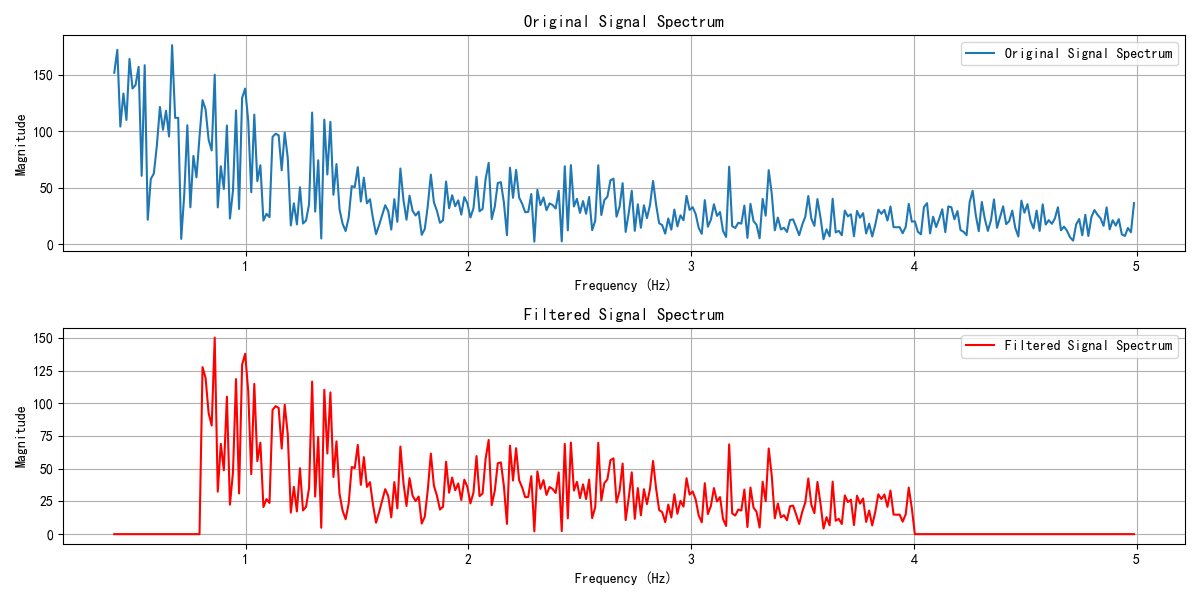 Original Signal Spectrum
Original Signal Spectrum
Magnitude
150
100
50
0
1 2 3 4 5
Frequency (Hz)
Filtered Signal Spectrum
Filtered Signal Spectrum
Magnitude
150
125
100
75
50
25
0
1 2 3 4 5
Frequency (Hz)